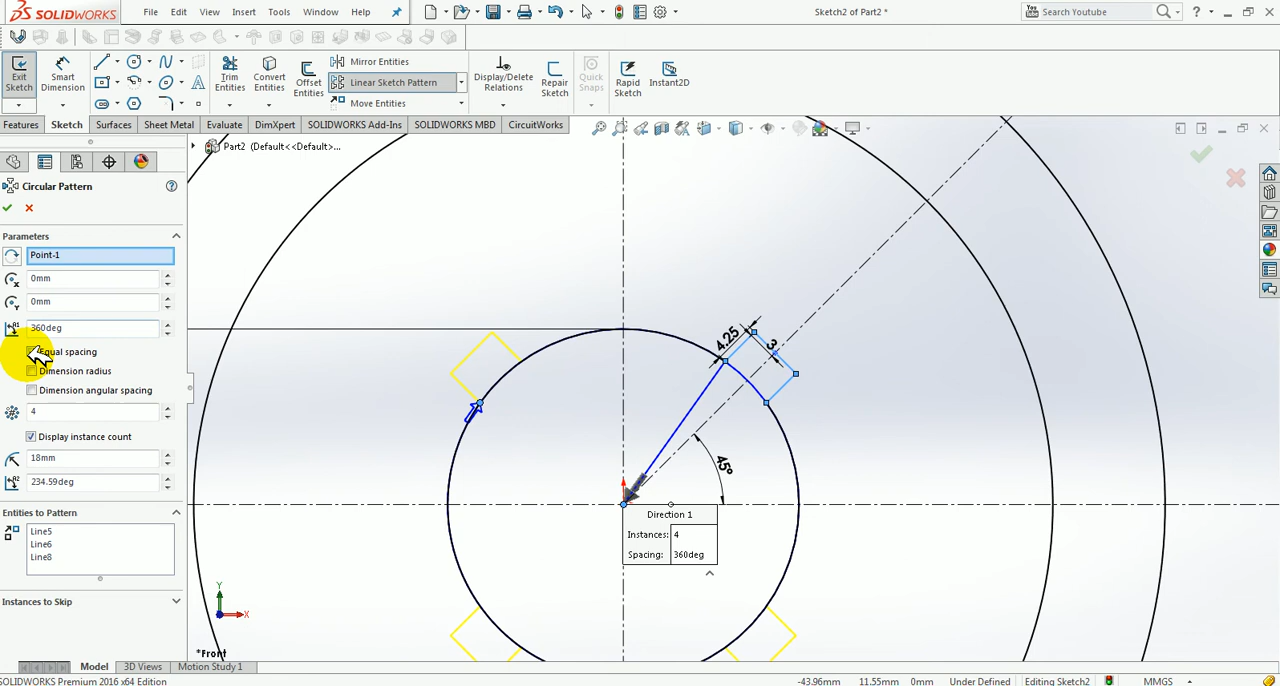 SOLIDWORKS File Edit View Insert Tools Window Help Sketch2 of Part2 * Search Youtube ?
Exit Sketch
Smart Dimension
Trim Entities
Convert Entities
Offset Entities
Mirror Entities
Linear Sketch Pattern
Move Entities
Display/Delete Relations
Repair Sketch
Quick Snaps
Rapid Sketch
Instant2D
Features Sketch Surfaces Sheet Metal Evaluate DimXpert SOLIDWORKS Add-Ins SOLIDWORKS MBD CircuitWorks
Part2 (Default<<Default>...
Circular Pattern ?
Parameters
Point-1
0mm
0mm
360deg
Equal spacing
Dimension radius
Dimension angular spacing
4
Display instance count
18mm
234.59deg
Entities to Pattern
Line5
Line6
Line8
Instances to Skip
4.25
3
45°
Direction 1
Instances: 4
Spacing: 360deg
Y
X
*Front
Model 3D Views Motion Study 1
SOLIDWORKS Premium 2016 x64 Edition -43.96mm 11.55mm 0mm Under Defined Editing Sketch2 MMGS